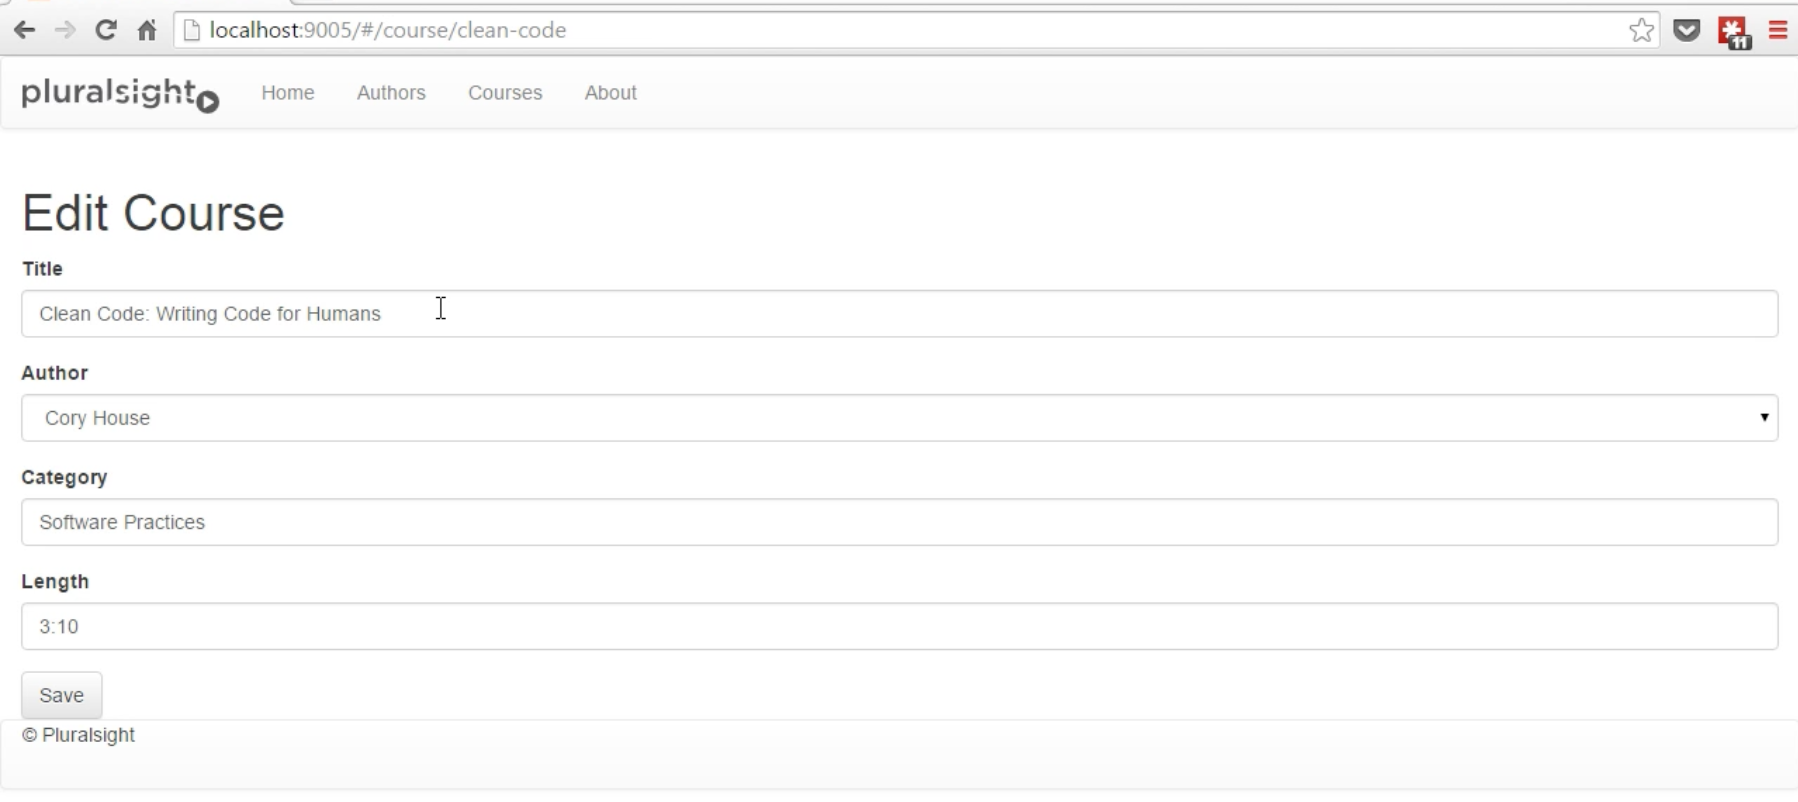 localhost:9005/#/course/clean-code
11
pluralsight Home Authors Courses About
Edit Course
Title
Clean Code: Writing Code for Humans
Author
Cory House
Category
Software Practices
Length
3:10
Save
© Pluralsight